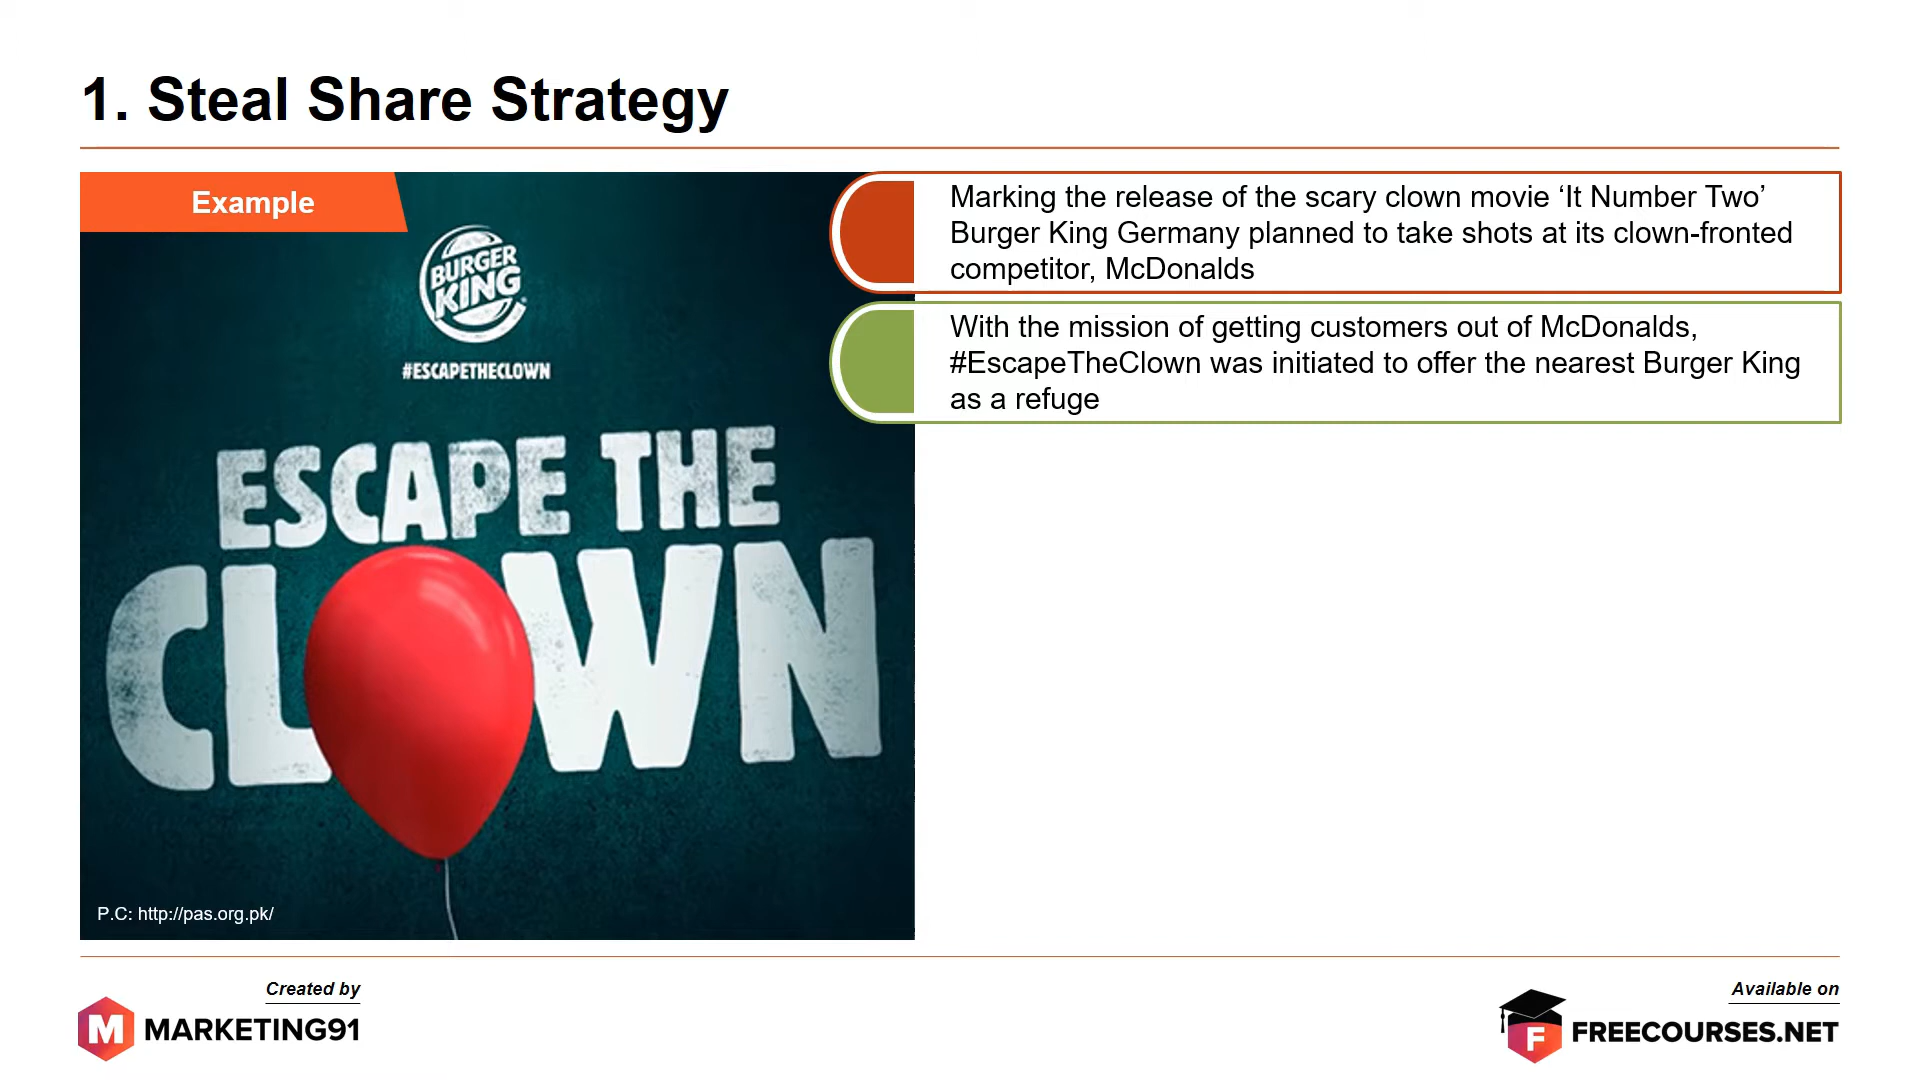 1. Steal Share Strategy
Example
BURGER
KING
#ESCAPETHECLOWN
ESCAPE THE
CLOWN
P.C: http://pas.org.pk/
Marking the release of the scary clown movie ‘It Number Two’
Burger King Germany planned to take shots at its clown-fronted
competitor, McDonalds
With the mission of getting customers out of McDonalds,
#EscapeTheClown was initiated to offer the nearest Burger King
as a refuge
Created by
M MARKETING91
Available on
F FREECOURSES.NET